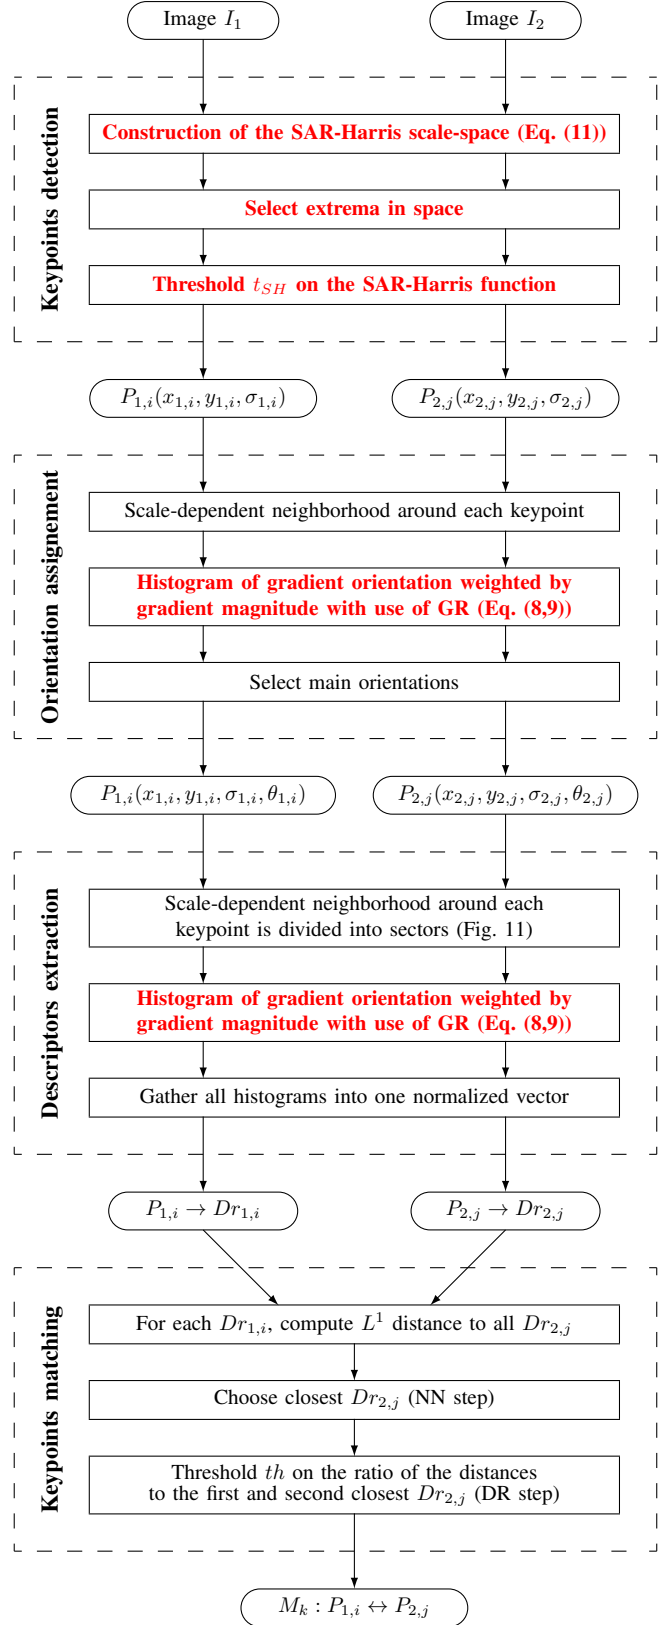 Image I₁
Image I₂
Keypoints detection
Construction of the SAR-Harris scale-space (Eq. (11))
Select extrema in space
Threshold t_SH on the SAR-Harris function
P₁,ᵢ(x₁,ᵢ, y₁,ᵢ, σ₁,ᵢ)
P₂,ⱼ(x₂,ⱼ, y₂,ⱼ, σ₂,ⱼ)
Orientation assignement
Scale-dependent neighborhood around each keypoint
Histogram of gradient orientation weighted by
gradient magnitude with use of GR (Eq. (8,9))
Select main orientations
P₁,ᵢ(x₁,ᵢ, y₁,ᵢ, σ₁,ᵢ, θ₁,ᵢ)
P₂,ⱼ(x₂,ⱼ, y₂,ⱼ, σ₂,ⱼ, θ₂,ⱼ)
Descriptors extraction
Scale-dependent neighborhood around each
keypoint is divided into sectors (Fig. 11)
Histogram of gradient orientation weighted by
gradient magnitude with use of GR (Eq. (8,9))
Gather all histograms into one normalized vector
P₁,ᵢ → Dr₁,ᵢ
P₂,ⱼ → Dr₂,ⱼ
Keypoints matching
For each Dr₁,ᵢ, compute L¹ distance to all Dr₂,ⱼ
Choose closest Dr₂,ⱼ (NN step)
Threshold th on the ratio of the distances
to the first and second closest Dr₂,ⱼ (DR step)
Mₖ : P₁,ᵢ ↔ P₂,ⱼ